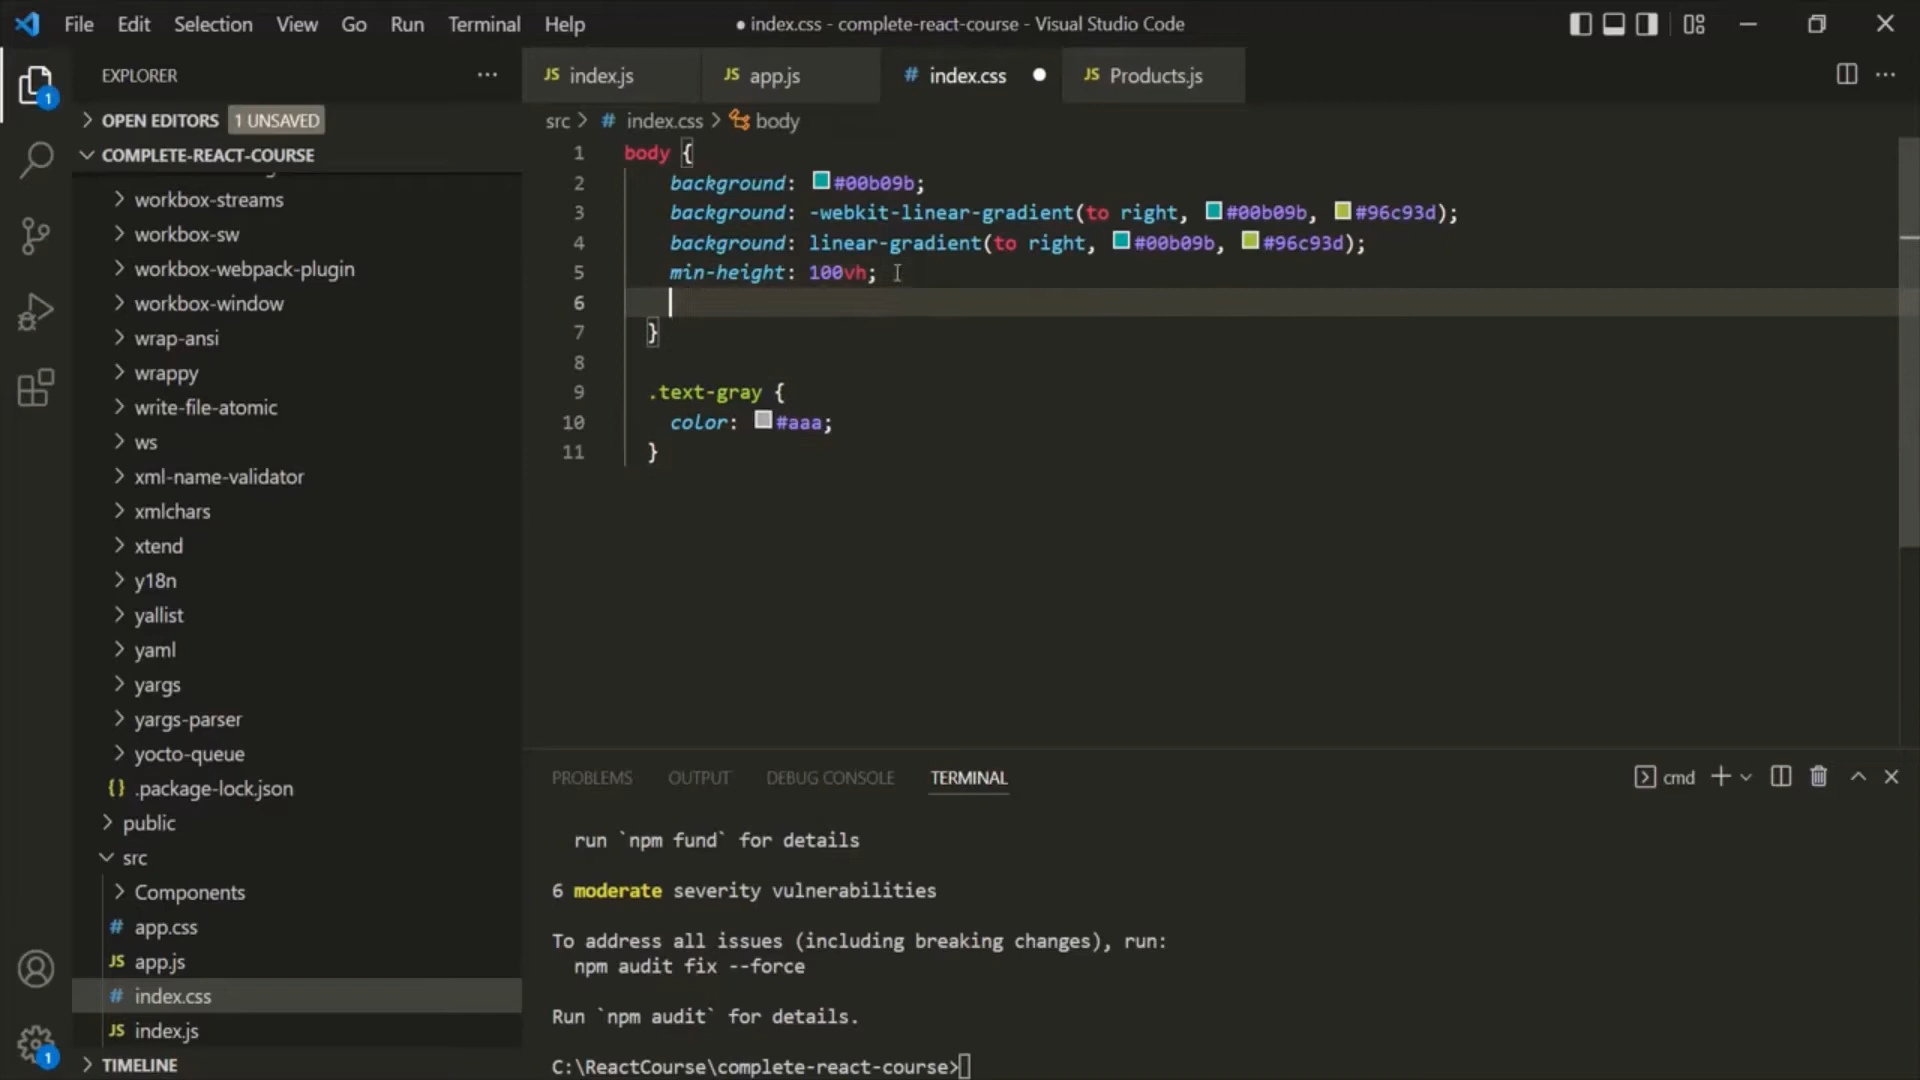 File Edit Selection View Go Run Terminal Help
● index.css - complete-react-course - Visual Studio Code
EXPLORER
JS index.js
JS app.js
# index.css
JS Products.js
OPEN EDITORS 1 UNSAVED
src > # index.css > body
COMPLETE-REACT-COURSE
workbox-streams
workbox-sw
workbox-webpack-plugin
workbox-window
wrap-ansi
wrappy
write-file-atomic
ws
xml-name-validator
xmlchars
xtend
y18n
yallist
yaml
yargs
yargs-parser
yocto-queue
{} .package-lock.json
public
src
Components
# app.css
JS app.js
# index.css
JS index.js
TIMELINE
1
1
1 body {
2 background: #00b09b;
3 background: -webkit-linear-gradient(to right, #00b09b, #96c93d);
4 background: linear-gradient(to right, #00b09b, #96c93d);
5 min-height: 100vh;
6
7 }
8
9 .text-gray {
10 color: #aaa;
11 }
PROBLEMS OUTPUT DEBUG CONSOLE TERMINAL
cmd
run `npm fund` for details
6 moderate severity vulnerabilities
To address all issues (including breaking changes), run:
npm audit fix --force
Run `npm audit` for details.
C:\ReactCourse\complete-react-course>